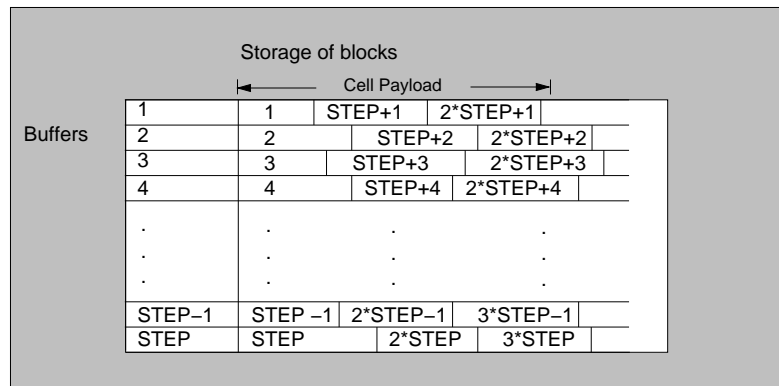 Storage of blocks
Cell Payload
Buffers
1 1 STEP+1 2*STEP+1
2 2 STEP+2 2*STEP+2
3 3 STEP+3 2*STEP+3
4 4 STEP+4 2*STEP+4
. . . .
. . . .
. . . .
STEP–1 STEP –1 2*STEP–1 3*STEP–1
STEP STEP 2*STEP 3*STEP